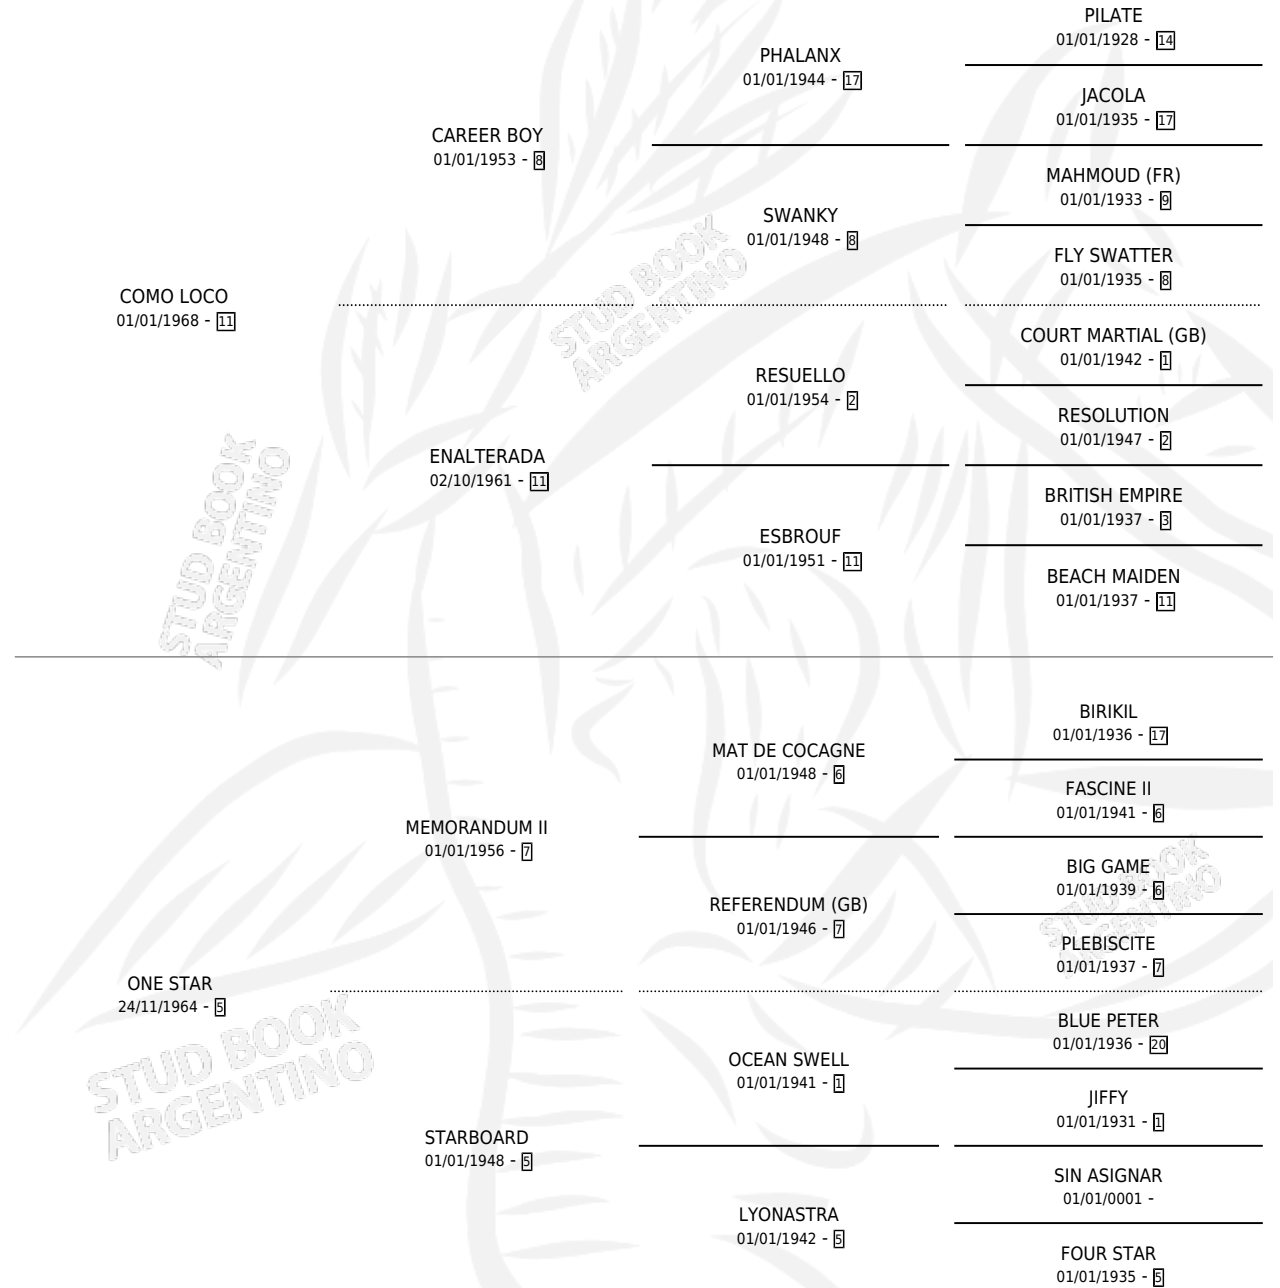 PILATE
01/01/1928 - 14
PHALANX
01/01/1944 - 17
JACOLA
01/01/1935 - 17
CAREER BOY
01/01/1953 - 8
MAHMOUD (FR)
01/01/1933 - 9
SWANKY
01/01/1948 - 8
FLY SWATTER
01/01/1935 - 8
COMO LOCO
01/01/1968 - 11
COURT MARTIAL (GB)
01/01/1942 - 1
RESUELLO
01/01/1954 - 2
RESOLUTION
01/01/1947 - 2
ENALTERADA
02/10/1961 - 11
BRITISH EMPIRE
01/01/1937 - 3
ESBROUF
01/01/1951 - 11
BEACH MAIDEN
01/01/1937 - 11
BIRIKIL
01/01/1936 - 17
MAT DE COCAGNE
01/01/1948 - 6
FASCINE II
01/01/1941 - 6
MEMORANDUM II
01/01/1956 - 7
BIG GAME
01/01/1939 - 6
REFERENDUM (GB)
01/01/1946 - 7
PLEBISCITE
01/01/1937 - 7
ONE STAR
24/11/1964 - 5
BLUE PETER
01/01/1936 - 20
OCEAN SWELL
01/01/1941 - 1
JIFFY
01/01/1931 - 1
STARBOARD
01/01/1948 - 5
SIN ASIGNAR
01/01/0001 -
LYONASTRA
01/01/1942 - 5
FOUR STAR
01/01/1935 - 5
STUD BOOK
ARGENTINO
STUD BOOK
ARGENTINO
STUD BOOK
ARGENTINO
STUD BOOK
ARGENTINO